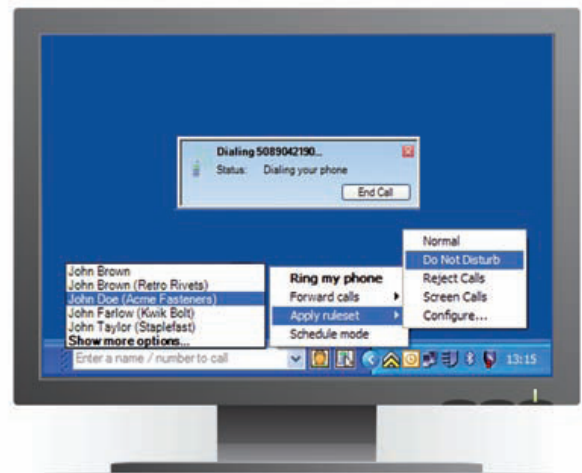 Dialing 5089042190...
Status: Dialing your phone
End Call
Normal
Do Not Disturb
Reject Calls
Screen Calls
Configure...
Ring my phone
Forward calls
Apply ruleset
Schedule mode
John Brown
John Brown (Retro Rivets)
John Doe (Acme Fasteners)
John Farlow (Kwik Bolt)
John Taylor (Staplefast)
Show more options...
Enter a name / number to call
13:15